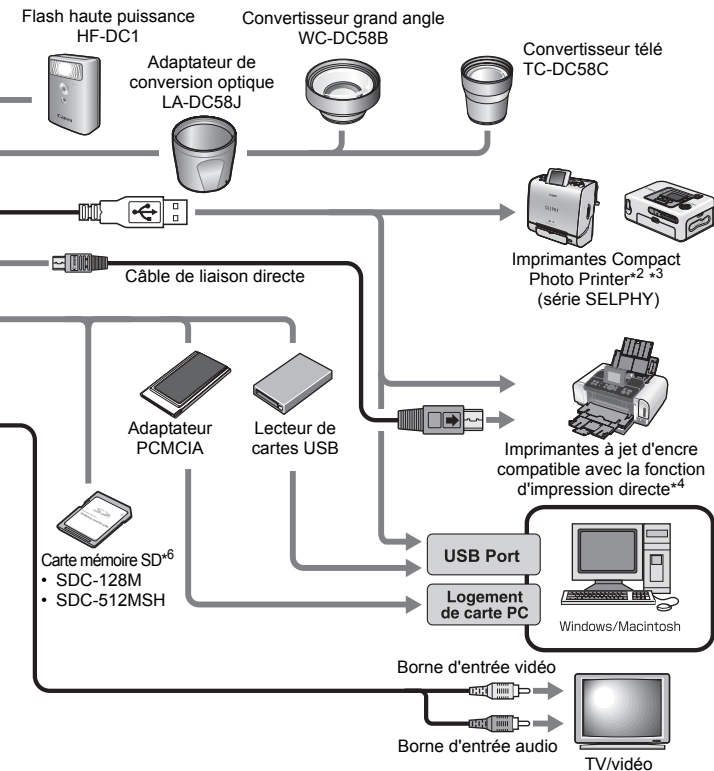 Flash haute puissance
HF-DC1
Convertisseur grand angle
WC-DC58B
Adaptateur de
conversion optique
LA-DC58J
Convertisseur télé
TC-DC58C
Canon
SELPHY
Imprimantes Compact
Photo Printer*2 *3
(série SELPHY)
Câble de liaison directe
Adaptateur
PCMCIA
Lecteur de
cartes USB
Imprimantes à jet d'encre
compatible avec la fonction
d'impression directe*4
Carte mémoire SD*6
• SDC-128M
• SDC-512MSH
USB Port
Logement
de carte PC
Windows/Macintosh
Borne d'entrée vidéo
Borne d'entrée audio
TV/vidéo